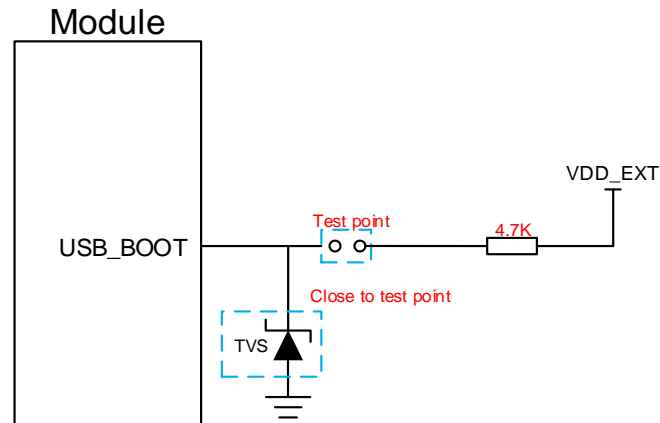 Module
VDD_EXT
Test point
4.7K
USB_BOOT
Close to test point
TVS